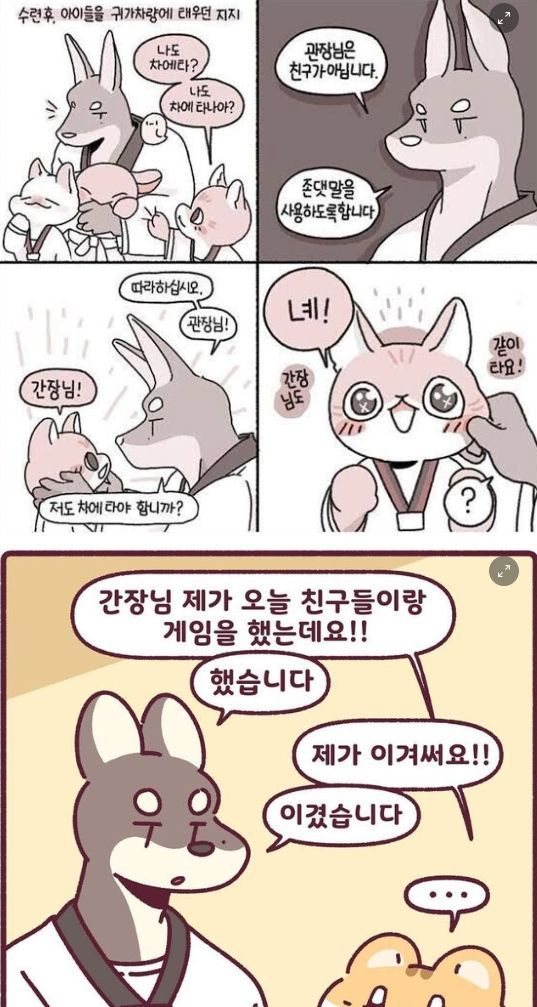 수련후, 아이들을 귀가차량에 태우던 지지
나도
차에타?
나도
차에 타나아?
관장님은
친구가 아닙니다.
존댓말을
사용하도록합니다
따라하십시오.
관장님!
간장님!
저도 차에 타야 합니까?
녜!
간장
님도
같이
타요!
?
간장님 제가 오늘 친구들이랑
게임을 했는데요!!
했습니다
제가 이겨써요!!
이겼습니다
...